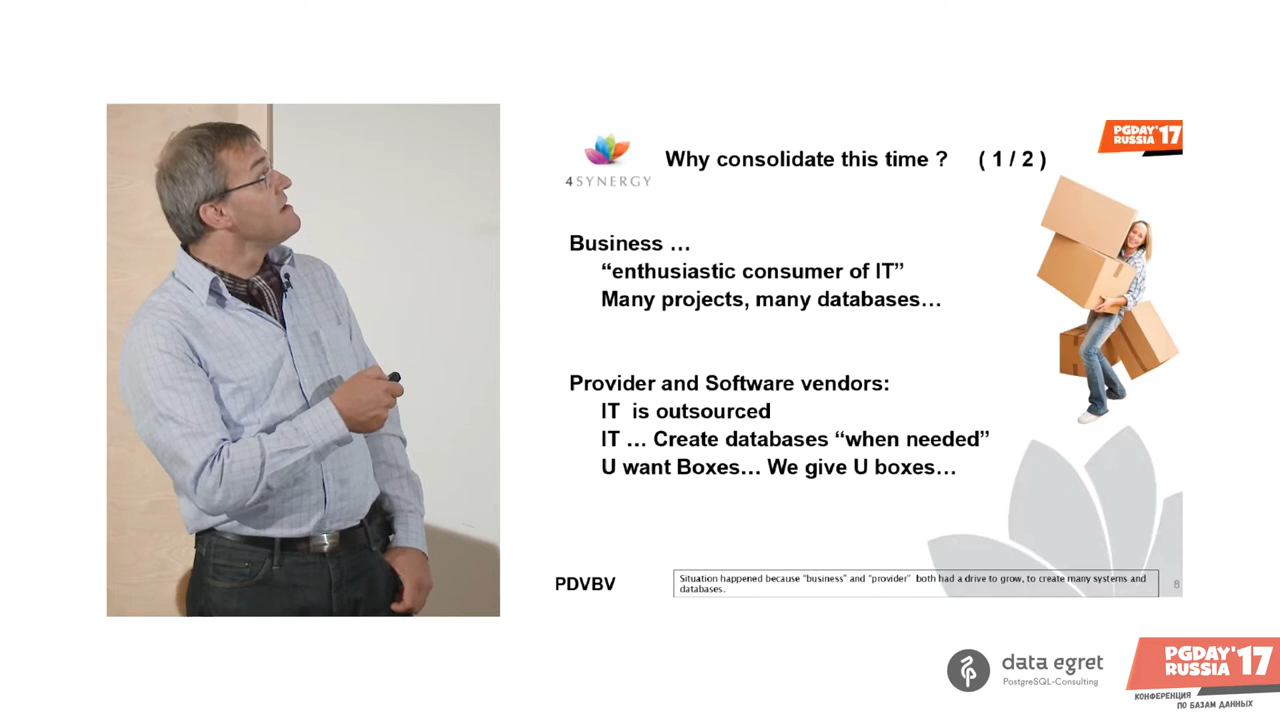 PGDAY'17
RUSSIA
4SYNERGY
Why consolidate this time ? ( 1 / 2 )
Business …
“enthusiastic consumer of IT”
Many projects, many databases…
Provider and Software vendors:
IT is outsourced
IT … Create databases “when needed”
U want Boxes… We give U boxes…
PDVBV
Situation happened because "business" and "provider" both had a drive to grow, to create many systems and
databases.
8
data egret
PostgreSQL-Consulting
PGDAY'17
RUSSIA
КОНФЕРЕНЦИЯ
ПО БАЗАМ ДАННЫХ